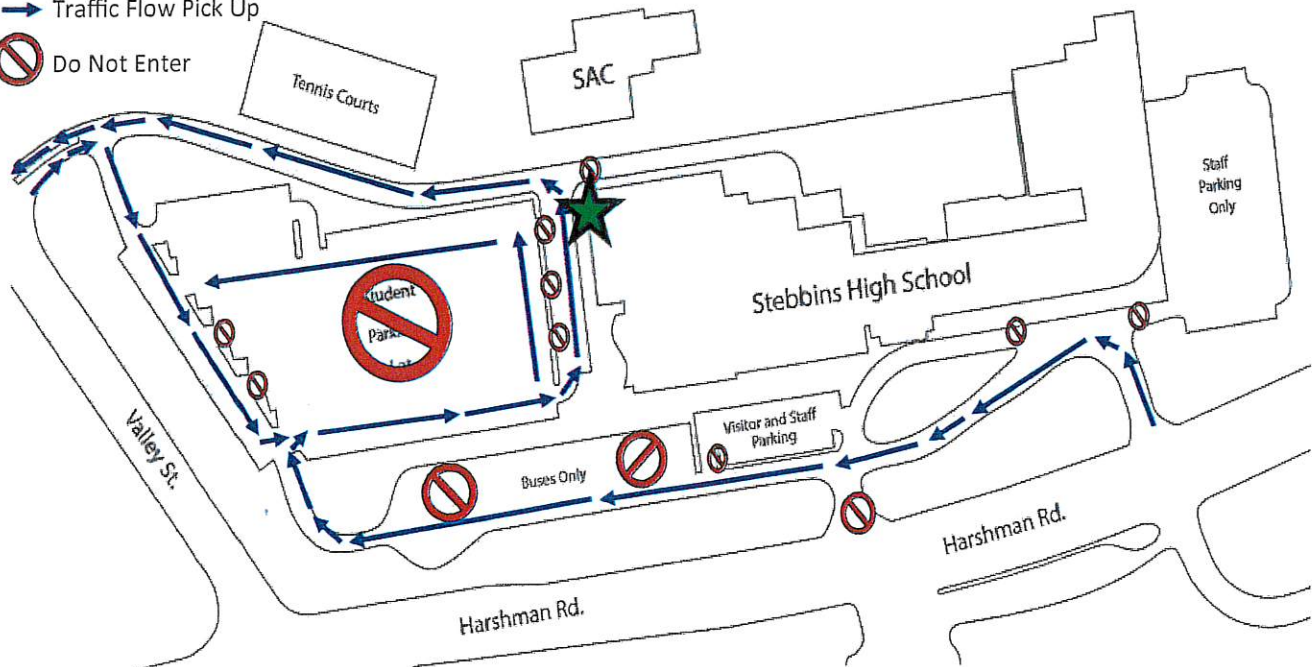 Traffic Flow Pick Up
Do Not Enter
Tennis Courts
SAC
Staff
Parking
Only
Student
Stebbins High School
Visitor and Staff
Parking
Buses Only
Valley St.
Harshman Rd.
Harshman Rd.